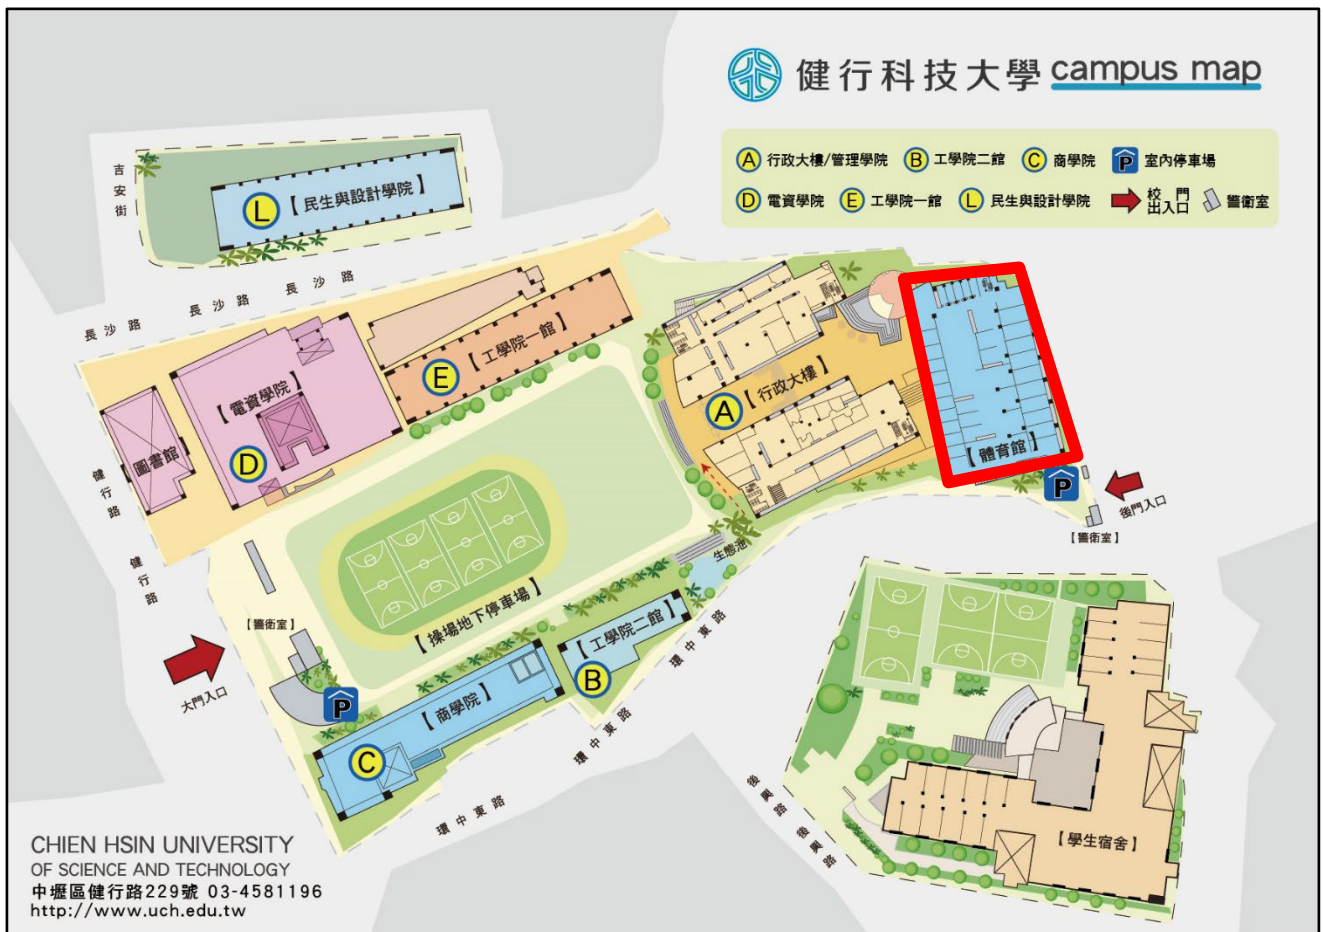 健行科技大學 campus map
A 行政大樓/管理學院 B 工學院二館 C 商學院 P 室內停車場
D 電資學院 E 工學院一館 L 民生與設計學院 校門出入口 警衛室
吉安街
L 【民生與設計學院】
長沙路 長沙路 長沙路
E 【工學院一館】
【電資學院】
D
圖書館
A 【行政大樓】
【體育館】
P
後門入口
【警衛室】
健行路 健行路
生態池
【操場地下停車場】
【警衛室】
大門入口
P
【工學院二館】
B
【商學院】
C
環中東路 環中東路 環中東路
後興路 後興路
【學生宿舍】
CHIEN HSIN UNIVERSITY
OF SCIENCE AND TECHNOLOGY
中壢區健行路229號 03-4581196
http://www.uch.edu.tw